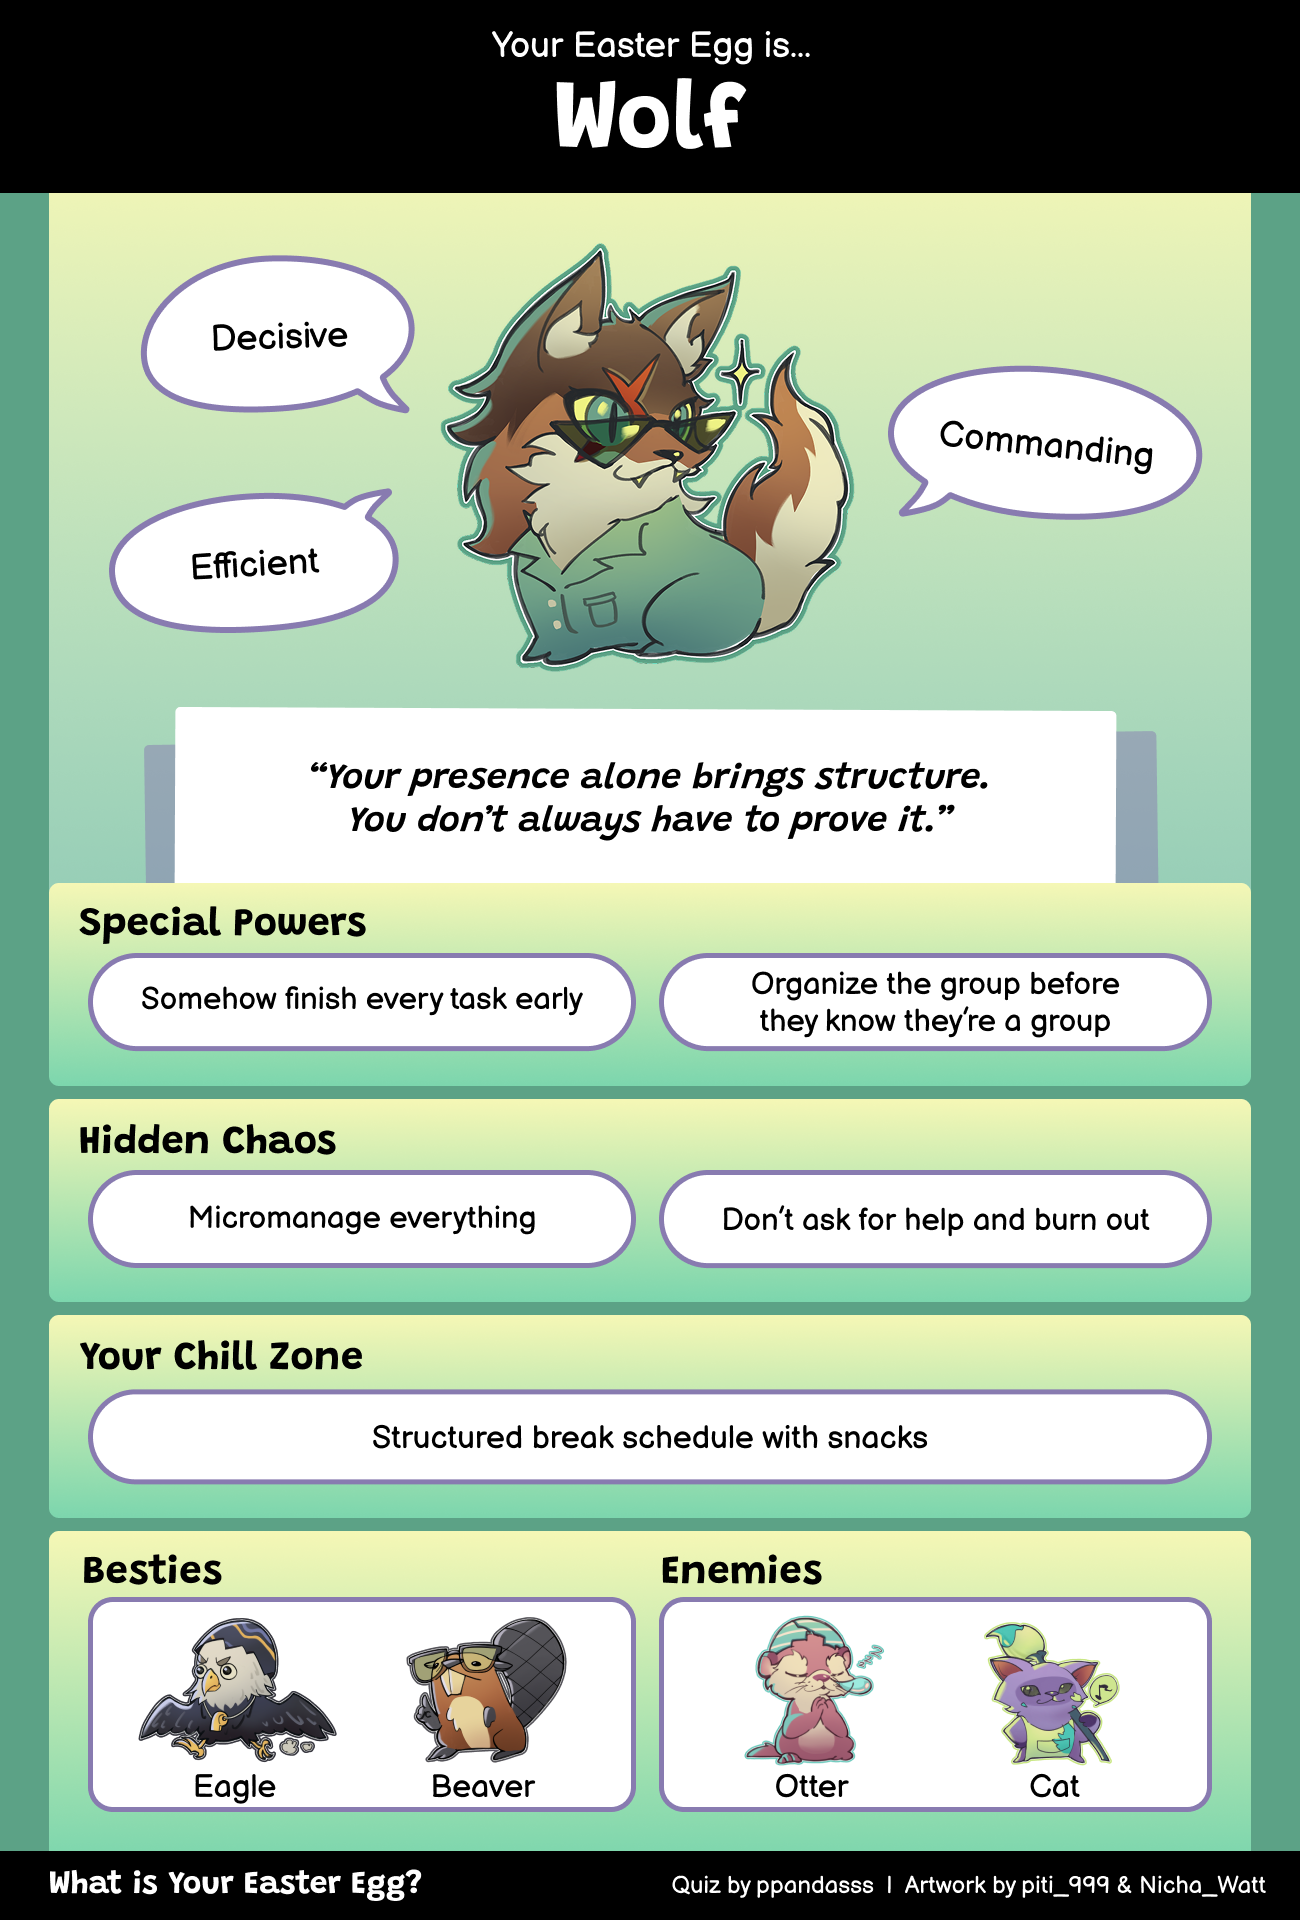 Your Easter Egg is...
Wolf
Decisive
Commanding
Efficient
“Your presence alone brings structure.
You don’t always have to prove it.”
Special Powers
Somehow finish every task early
Organize the group before
they know they’re a group
Hidden Chaos
Micromanage everything
Don’t ask for help and burn out
Your Chill Zone
Structured break schedule with snacks
Besties
Enemies
Eagle
Beaver
Otter
Cat
What is Your Easter Egg?
Quiz by ppandasss | Artwork by piti_999 & Nicha_Watt